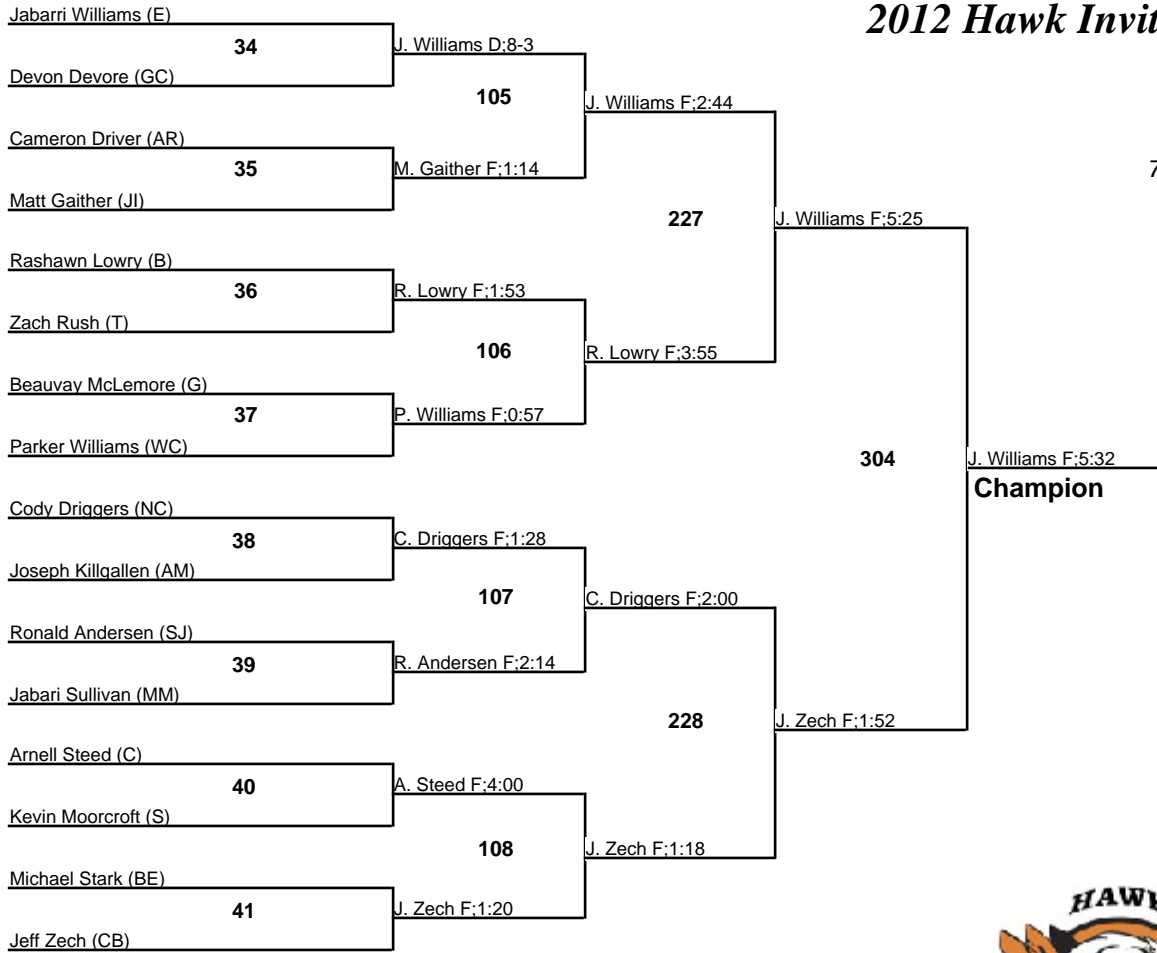 2012 Hawk Invit
7
Jabarri Williams (E)
34
Devon Devore (GC)
J. Williams D;8-3
105
Cameron Driver (AR)
35
Matt Gaither (JI)
M. Gaither F;1:14
J. Williams F;2:44
227
Rashawn Lowry (B)
36
Zach Rush (T)
R. Lowry F;1:53
106
Beauvay McLemore (G)
37
Parker Williams (WC)
P. Williams F;0:57
R. Lowry F;3:55
J. Williams F;5:25
304
J. Williams F;5:32
Champion
Cody Driggers (NC)
38
Joseph Killgallen (AM)
C. Driggers F;1:28
107
Ronald Andersen (SJ)
39
Jabari Sullivan (MM)
R. Andersen F;2:14
C. Driggers F;2:00
228
J. Zech F;1:52
Arnell Steed (C)
40
Kevin Moorcroft (S)
A. Steed F;4:00
108
Michael Stark (BE)
41
Jeff Zech (CB)
J. Zech F;1:20
J. Zech F;1:18
HAWK